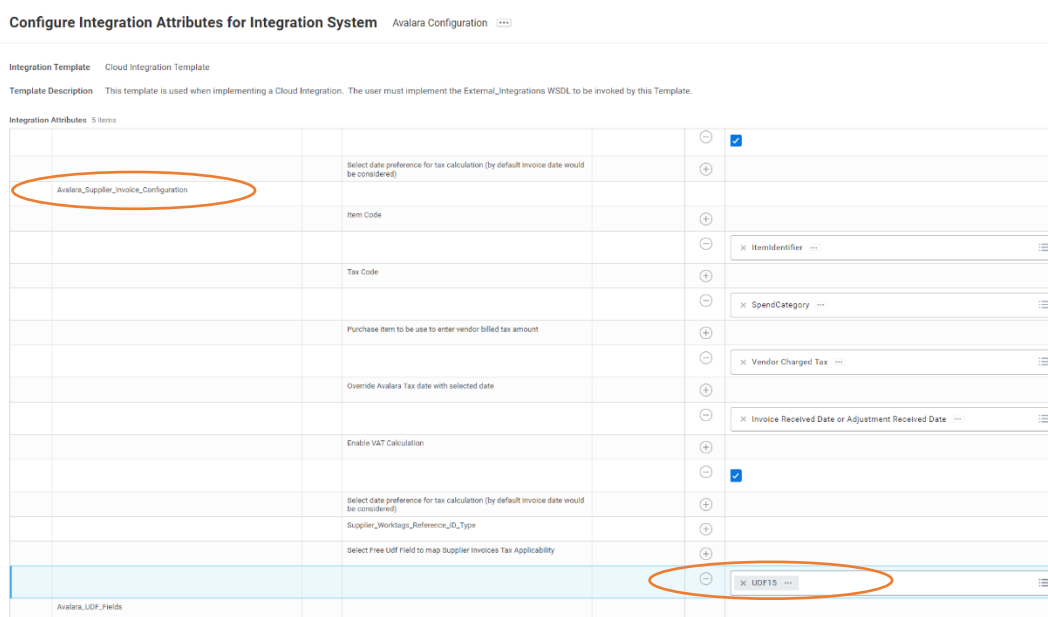 Configure Integration Attributes for Integration System Avalara Configuration
Integration Template Cloud Integration Template
Template Description This template is used when implementing a Cloud Integration. The user must implement the External_Integrations WSDL to be invoked by this Template.
Integration Attributes 5 items
Select date preference for tax calculation (by default invoice date would
be considered)
Avalara_Supplier_Invoice_Configuration
Item Code
ItemIdentifier
Tax Code
SpendCategory
Purchase item to be use to enter vendor billed tax amount
Vendor Charged Tax
Override Avalara Tax date with selected date
Invoice Received Date or Adjustment Received Date
Enable VAT Calculation
Select date preference for tax calculation (by default invoice date would
be considered)
Supplier_Worktags_Reference_ID_Type
Select Free Udf Field to map Supplier Invoices Tax Applicability
UDF15
Avalara_UDF_Fields